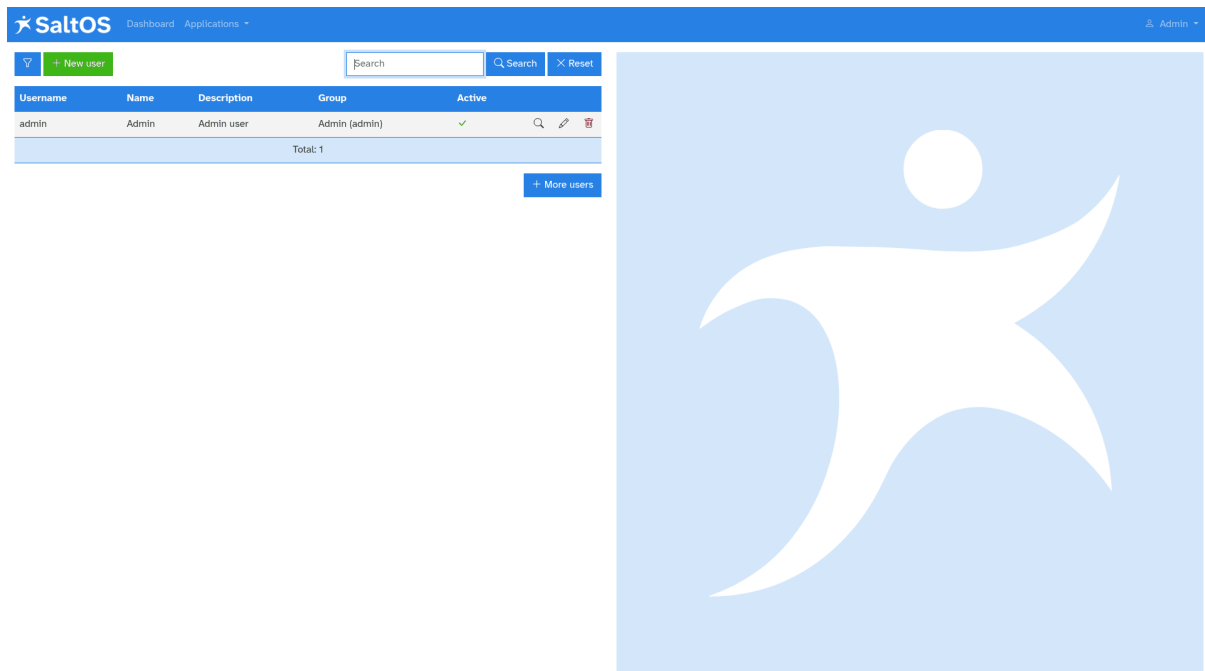 SaltOS Dashboard Applications Admin
+ New user Search Search Reset
Username Name Description Group Active
admin Admin Admin user Admin (admin)
Total: 1
+ More users